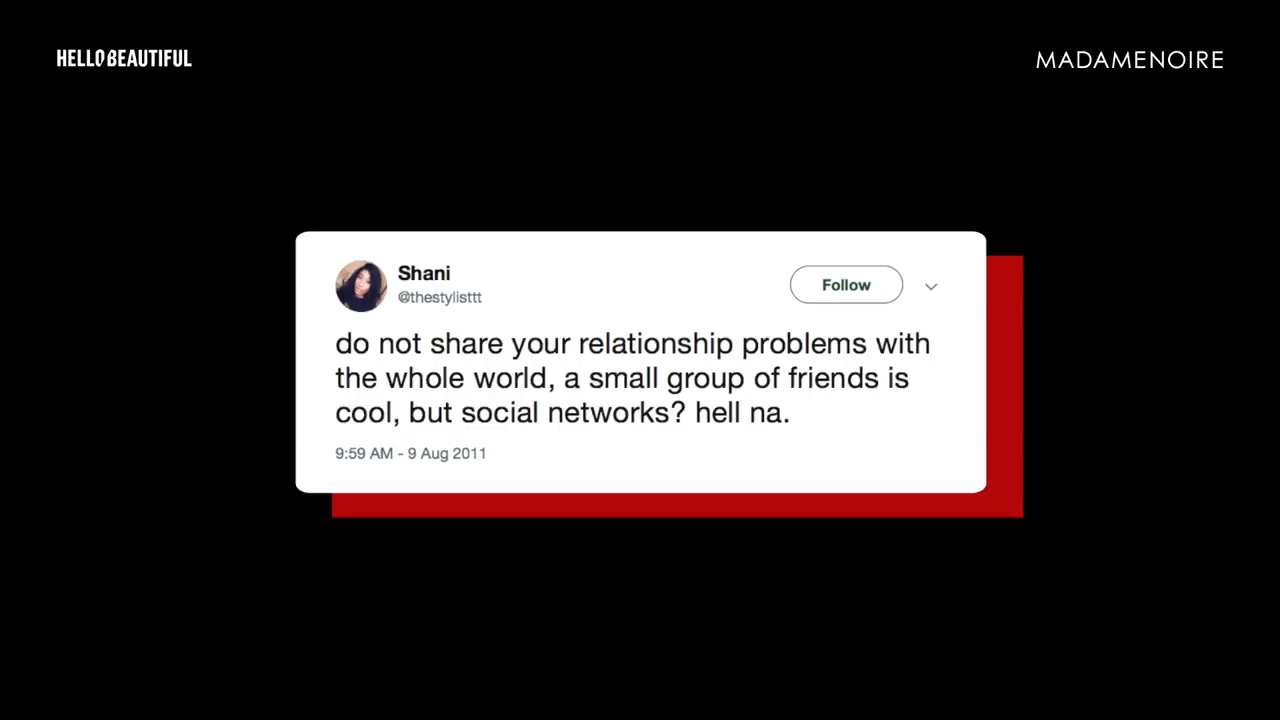 HELLOBEAUTIFUL
MADAMENOIRE
Shani
@thestylisttt
Follow
do not share your relationship problems with
the whole world, a small group of friends is
cool, but social networks? hell na.
9:59 AM - 9 Aug 2011